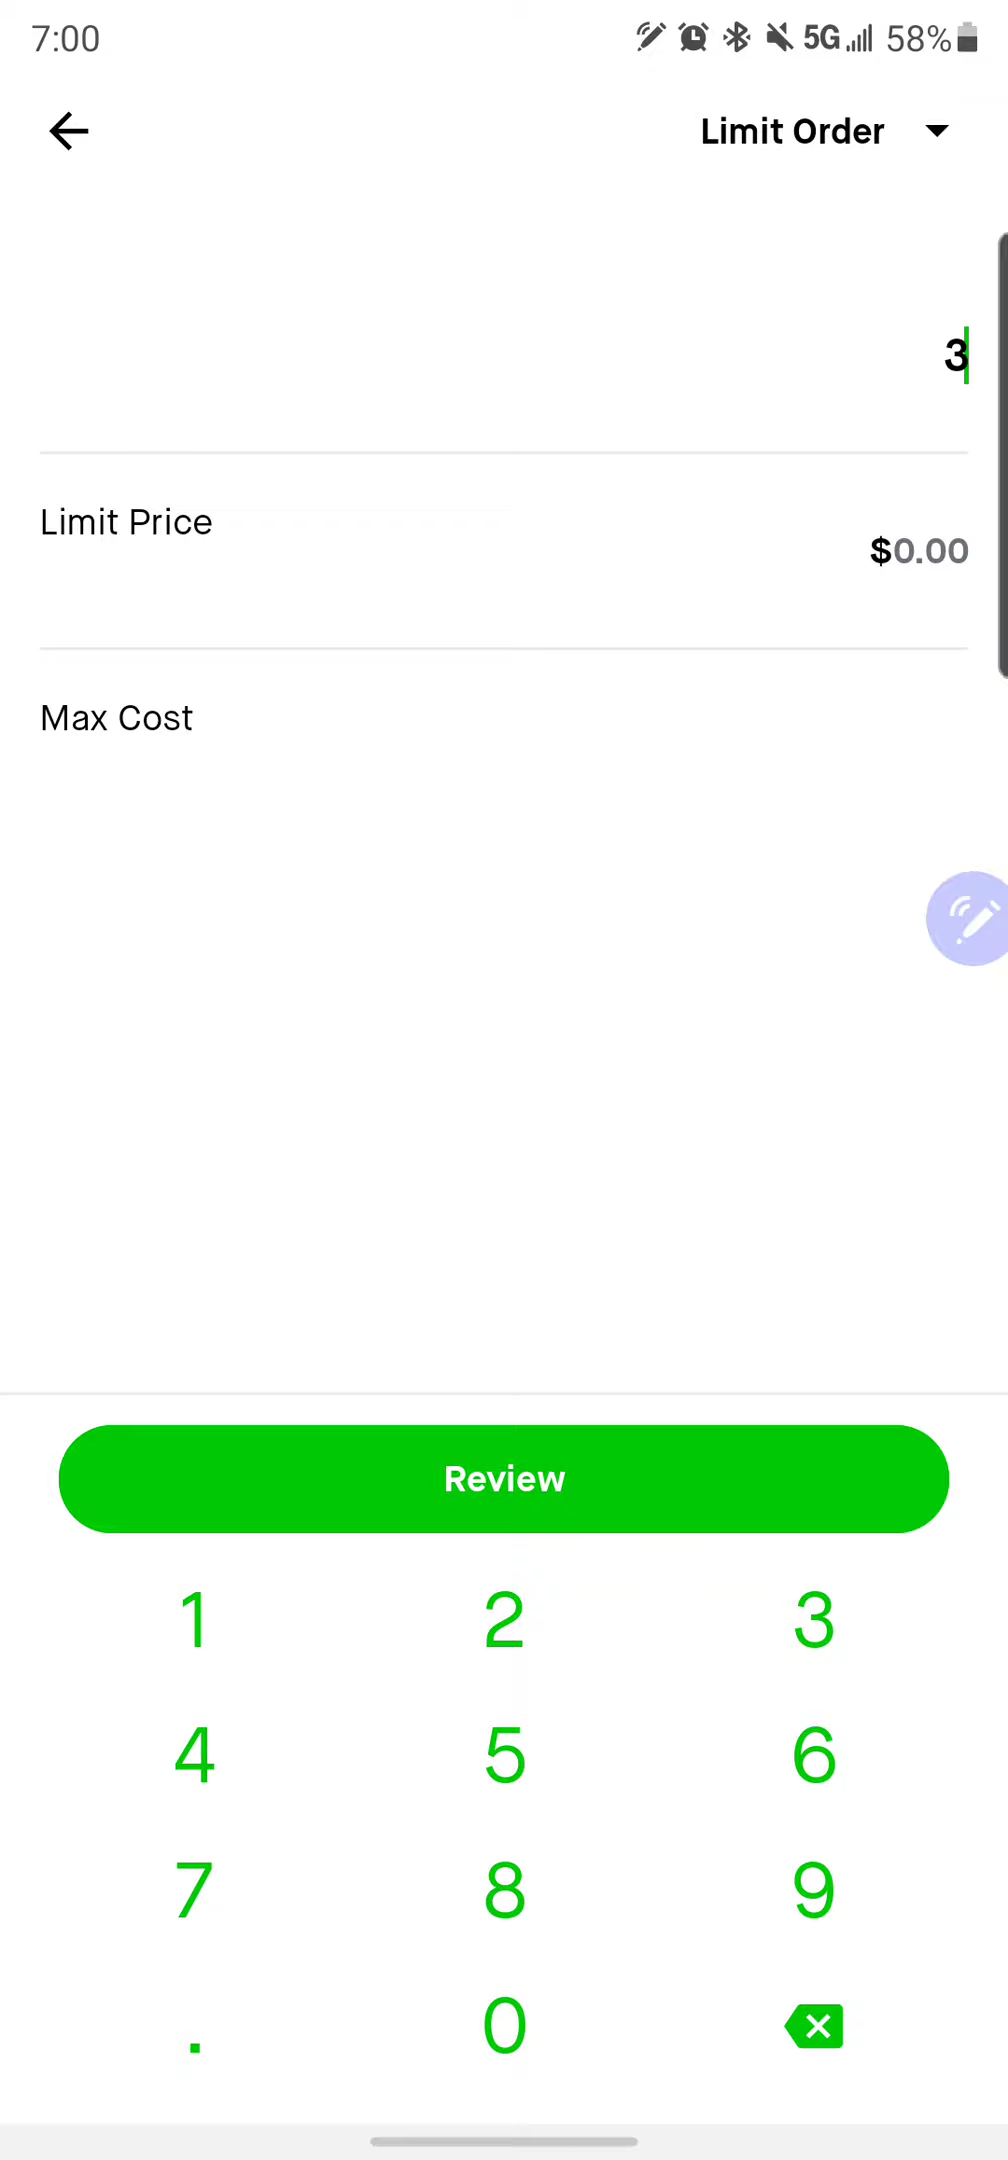 7:00 5G 58%
Limit Order
3
Limit Price
$0.00
Max Cost
Review
1 2 3
4 5 6
7 8 9
. 0